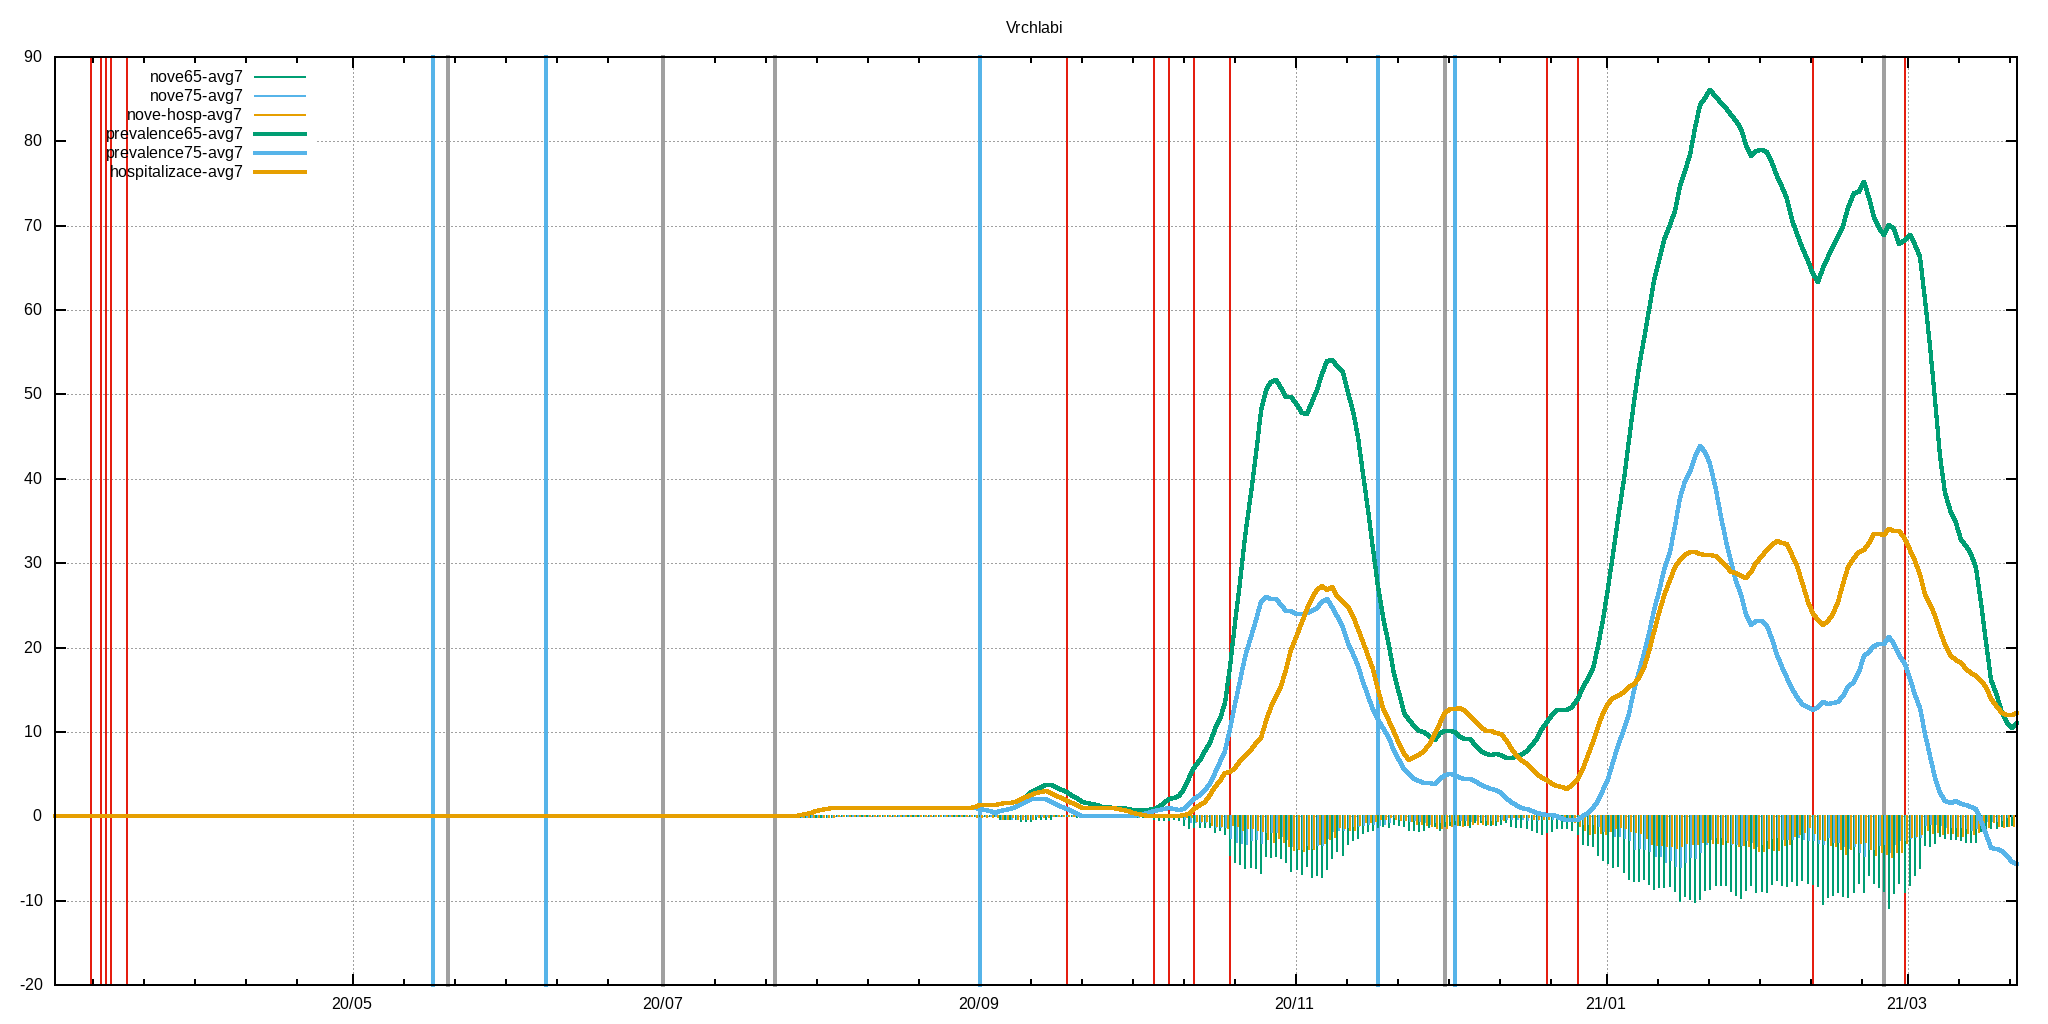 Vrchlabi
90
80
70
60
50
40
30
20
10
0
-10
-20
nove65-avg7
nove75-avg7
nove-hosp-avg7
prevalence65-avg7
prevalence75-avg7
hospitalizace-avg7
20/05 20/07 20/09 20/11 21/01 21/03